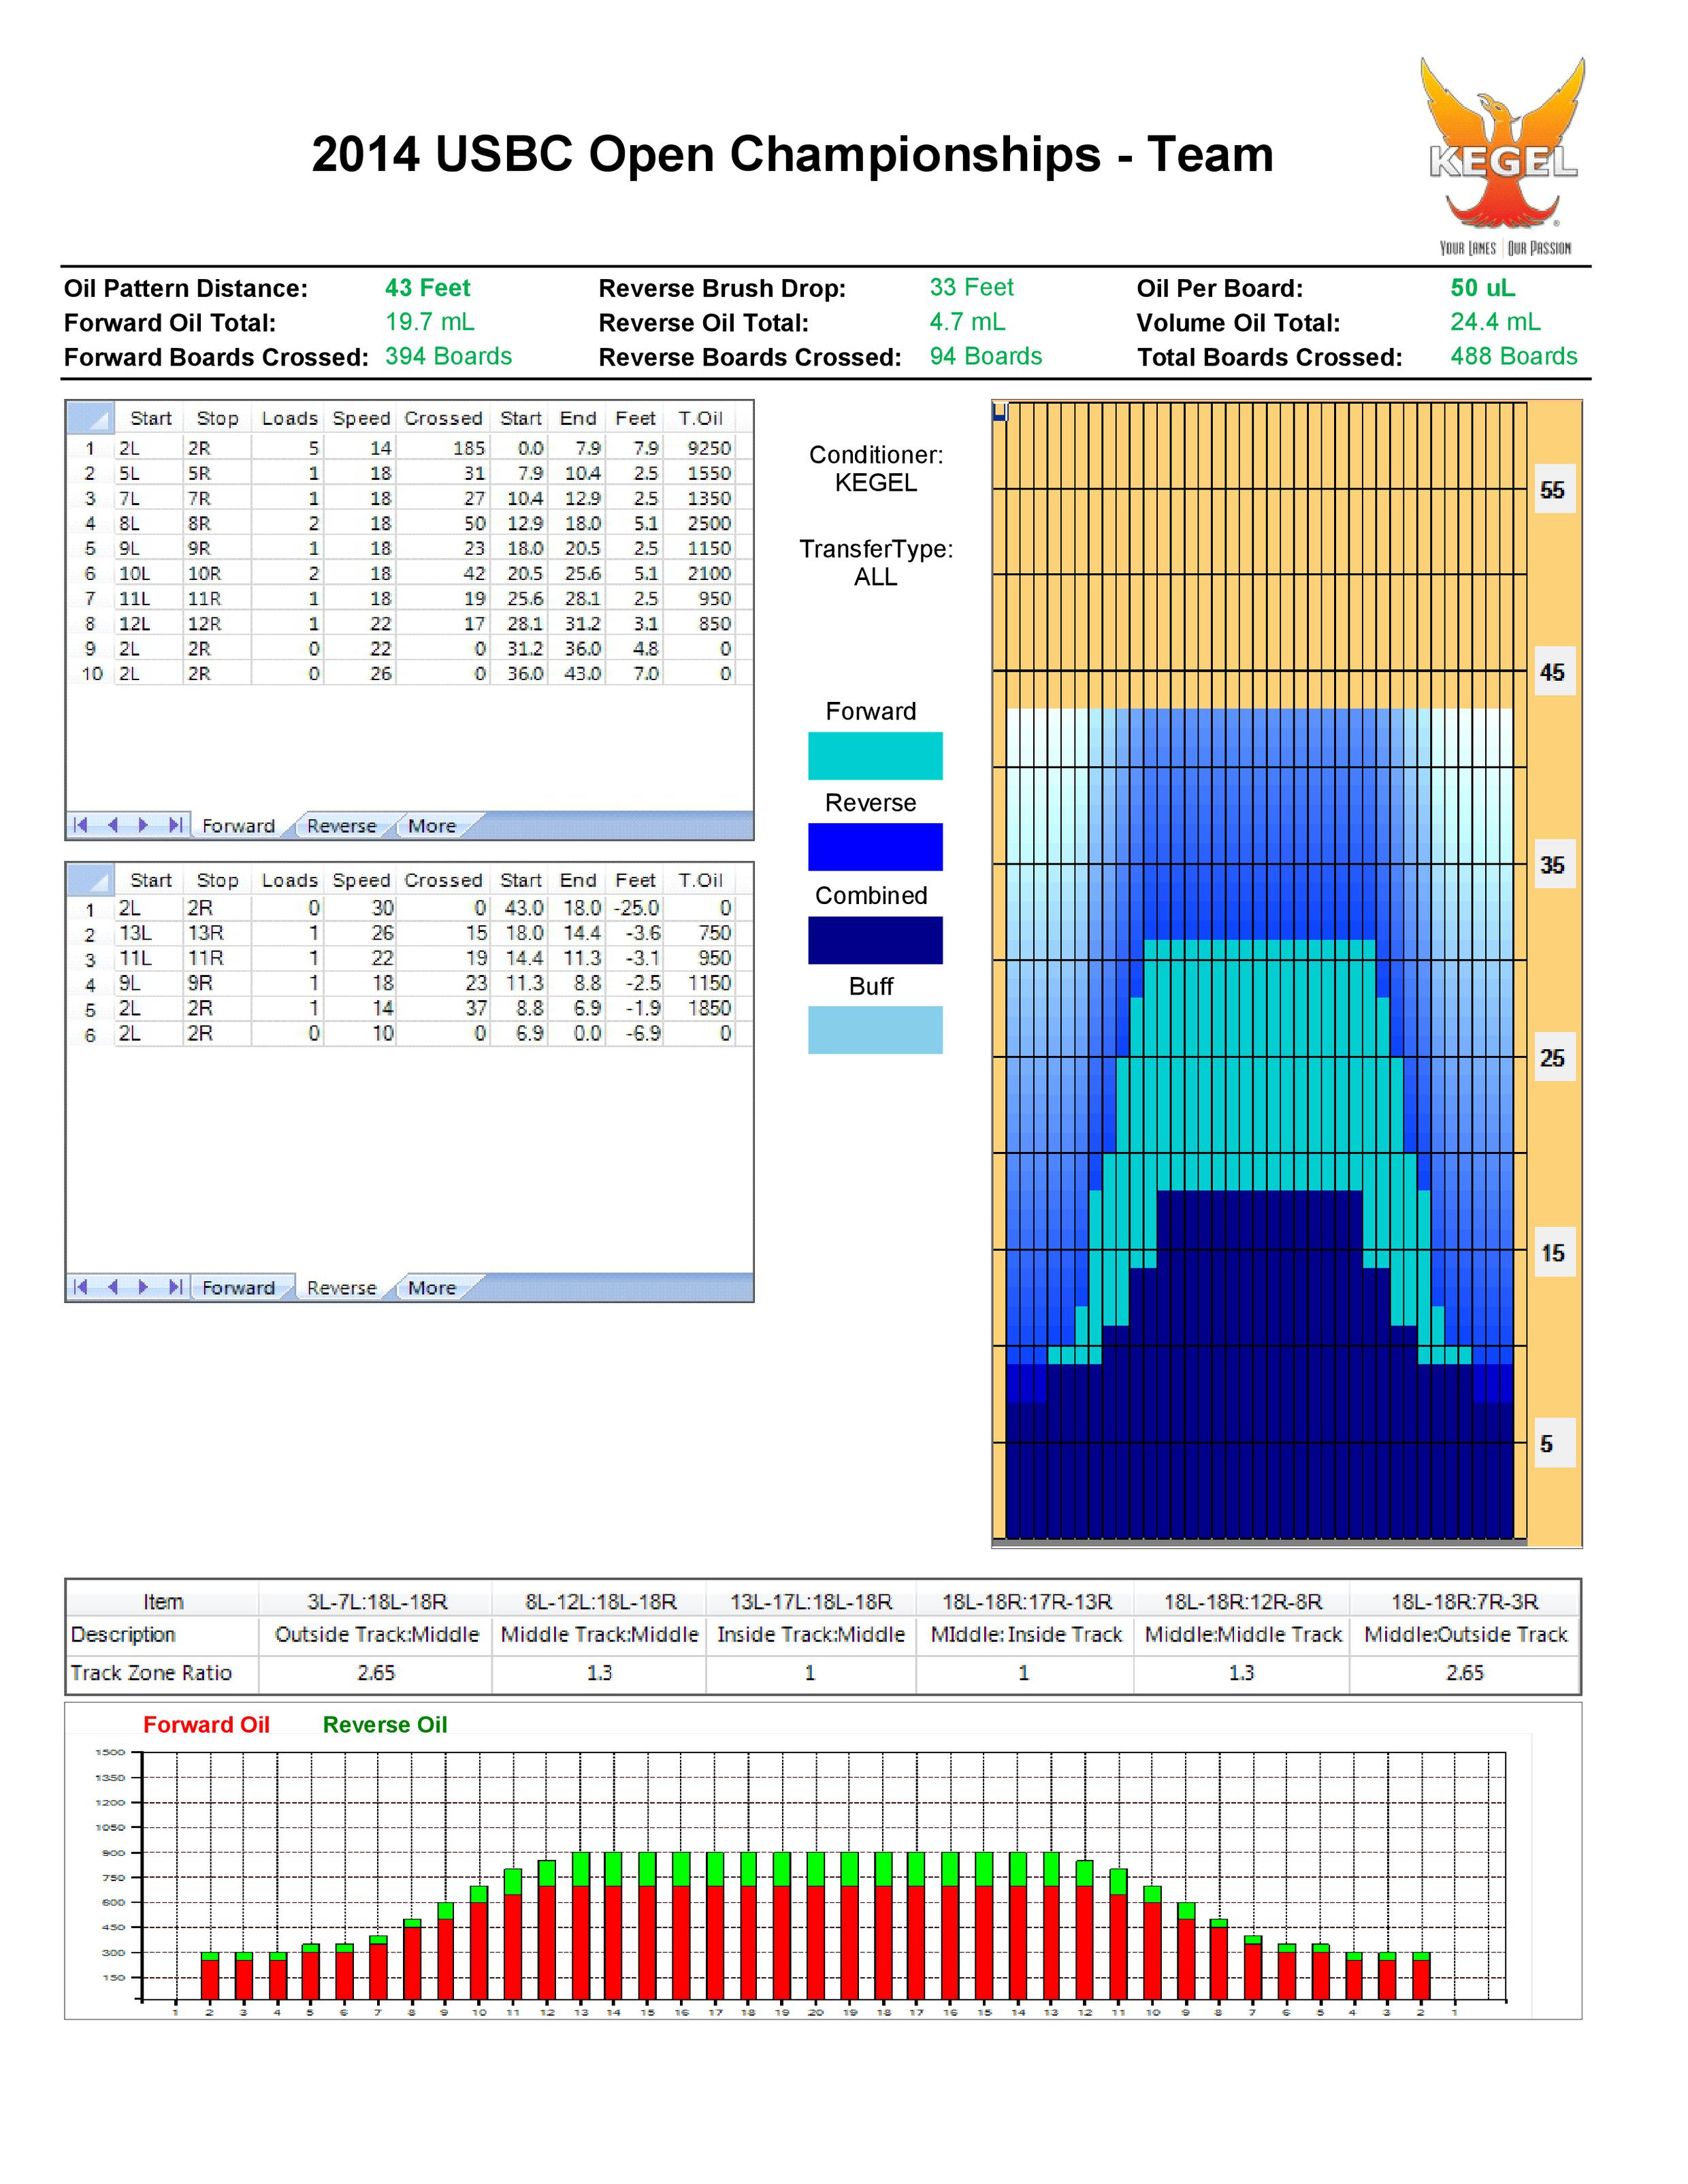 2014 USBC Open Championships - Team
KEGEL
®
YOUR LANES | OUR PASSION
Oil Pattern Distance: 43 Feet Reverse Brush Drop: 33 Feet Oil Per Board: 50 uL
Forward Oil Total: 19.7 mL Reverse Oil Total: 4.7 mL Volume Oil Total: 24.4 mL
Forward Boards Crossed: 394 Boards Reverse Boards Crossed: 94 Boards Total Boards Crossed: 488 Boards
Start Stop Loads Speed Crossed Start End Feet T.Oil
1 2L 2R 5 14 185 0.0 7.9 7.9 9250
2 5L 5R 1 18 31 7.9 10.4 2.5 1550
3 7L 7R 1 18 27 10.4 12.9 2.5 1350
4 8L 8R 2 18 50 12.9 18.0 5.1 2500
5 9L 9R 1 18 23 18.0 20.5 2.5 1150
6 10L 10R 2 18 42 20.5 25.6 5.1 2100
7 11L 11R 1 18 19 25.6 28.1 2.5 950
8 12L 12R 1 22 17 28.1 31.2 3.1 850
9 2L 2R 0 22 0 31.2 36.0 4.8 0
10 2L 2R 0 26 0 36.0 43.0 7.0 0
Forward Reverse More
Start Stop Loads Speed Crossed Start End Feet T.Oil
1 2L 2R 0 30 0 43.0 18.0 -25.0 0
2 13L 13R 1 26 15 18.0 14.4 -3.6 750
3 11L 11R 1 22 19 14.4 11.3 -3.1 950
4 9L 9R 1 18 23 11.3 8.8 -2.5 1150
5 2L 2R 1 14 37 8.8 6.9 -1.9 1850
6 2L 2R 0 10 0 6.9 0.0 -6.9 0
Forward Reverse More
Conditioner:
KEGEL
TransferType:
ALL
Forward
Reverse
Combined
Buff
55
45
35
25
15
5
Item 3L-7L:18L-18R 8L-12L:18L-18R 13L-17L:18L-18R 18L-18R:17R-13R 18L-18R:12R-8R 18L-18R:7R-3R
Description Outside Track:Middle Middle Track:Middle Inside Track:Middle MIddle: Inside Track Middle:Middle Track Middle:Outside Track
Track Zone Ratio 2.65 1.3 1 1 1.3 2.65
Forward Oil Reverse Oil
1500
1350
1200
1050
900
750
600
450
300
150
1 2 3 4 5 6 7 8 9 10 11 12 13 14 15 16 17 18 19 20 19 18 17 16 15 14 13 12 11 10 9 8 7 6 5 4 3 2 1